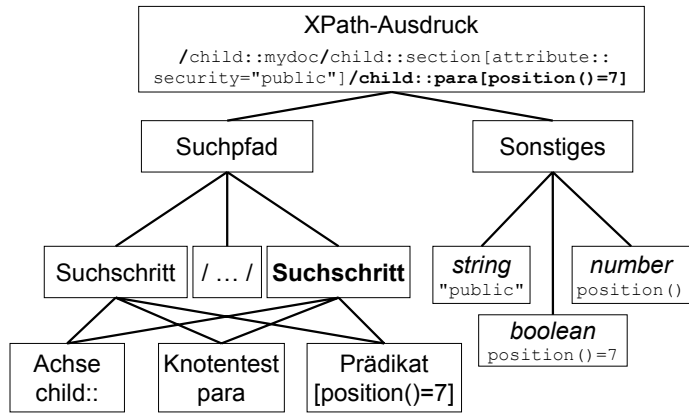 XPath-Ausdruck
/child::mydoc/child::section[attribute::
security="public"]/child::para[position()=7]
Suchpfad
Sonstiges
Suchschritt
/ … /
Suchschritt
string
"public"
number
position()
boolean
position()=7
Achse
child::
Knotentest
para
Prädikat
[position()=7]